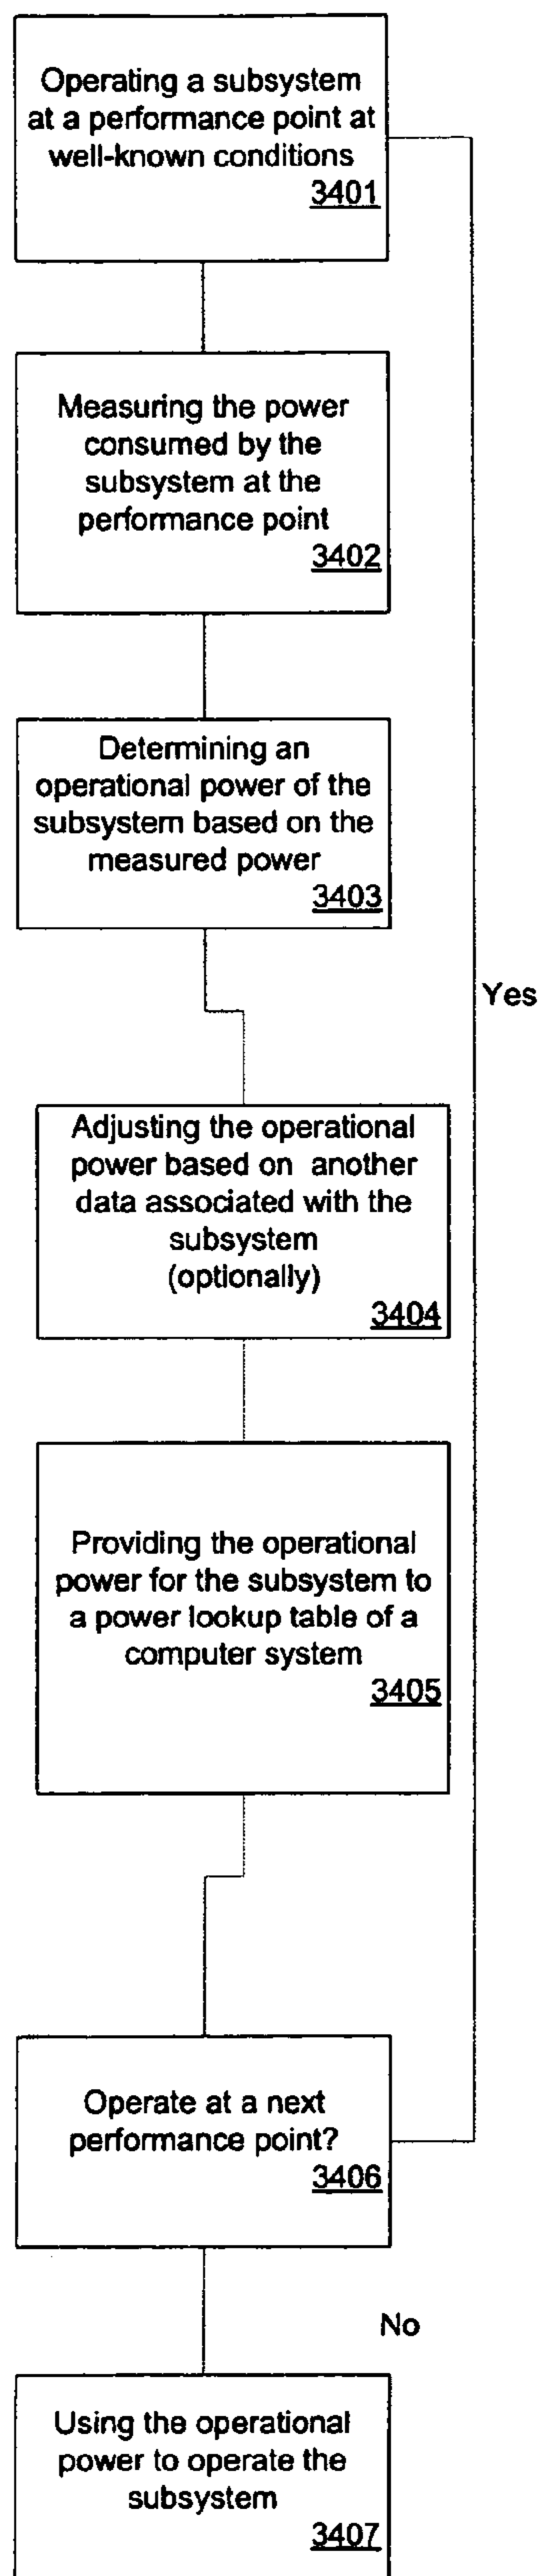 Operating a subsystem
at a performance point at
well-known conditions
3401
Measuring the power
consumed by the
subsystem at the
performance point
3402
Determining an
operational power of the
subsystem based on the
measured power
3403
Yes
Adjusting the operational
power based on another
data associated with the
subsystem
(optionally)
3404
Providing the operational
power for the subsystem to
a power lookup table of a
computer system
3405
Operate at a next
performance point?
3406
No
Using the operational
power to operate the
subsystem
3407